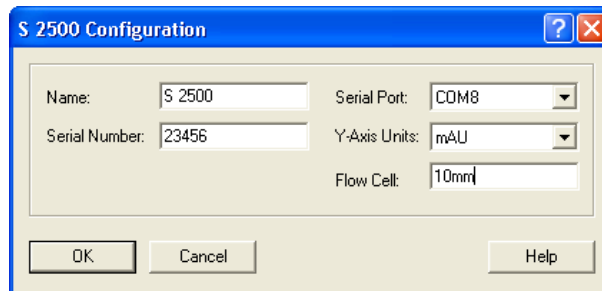 S 2500 Configuration
Name: S 2500 Serial Port: COM8
Serial Number: 23456 Y-Axis Units: mAU
Flow Cell: 10mm
OK Cancel Help